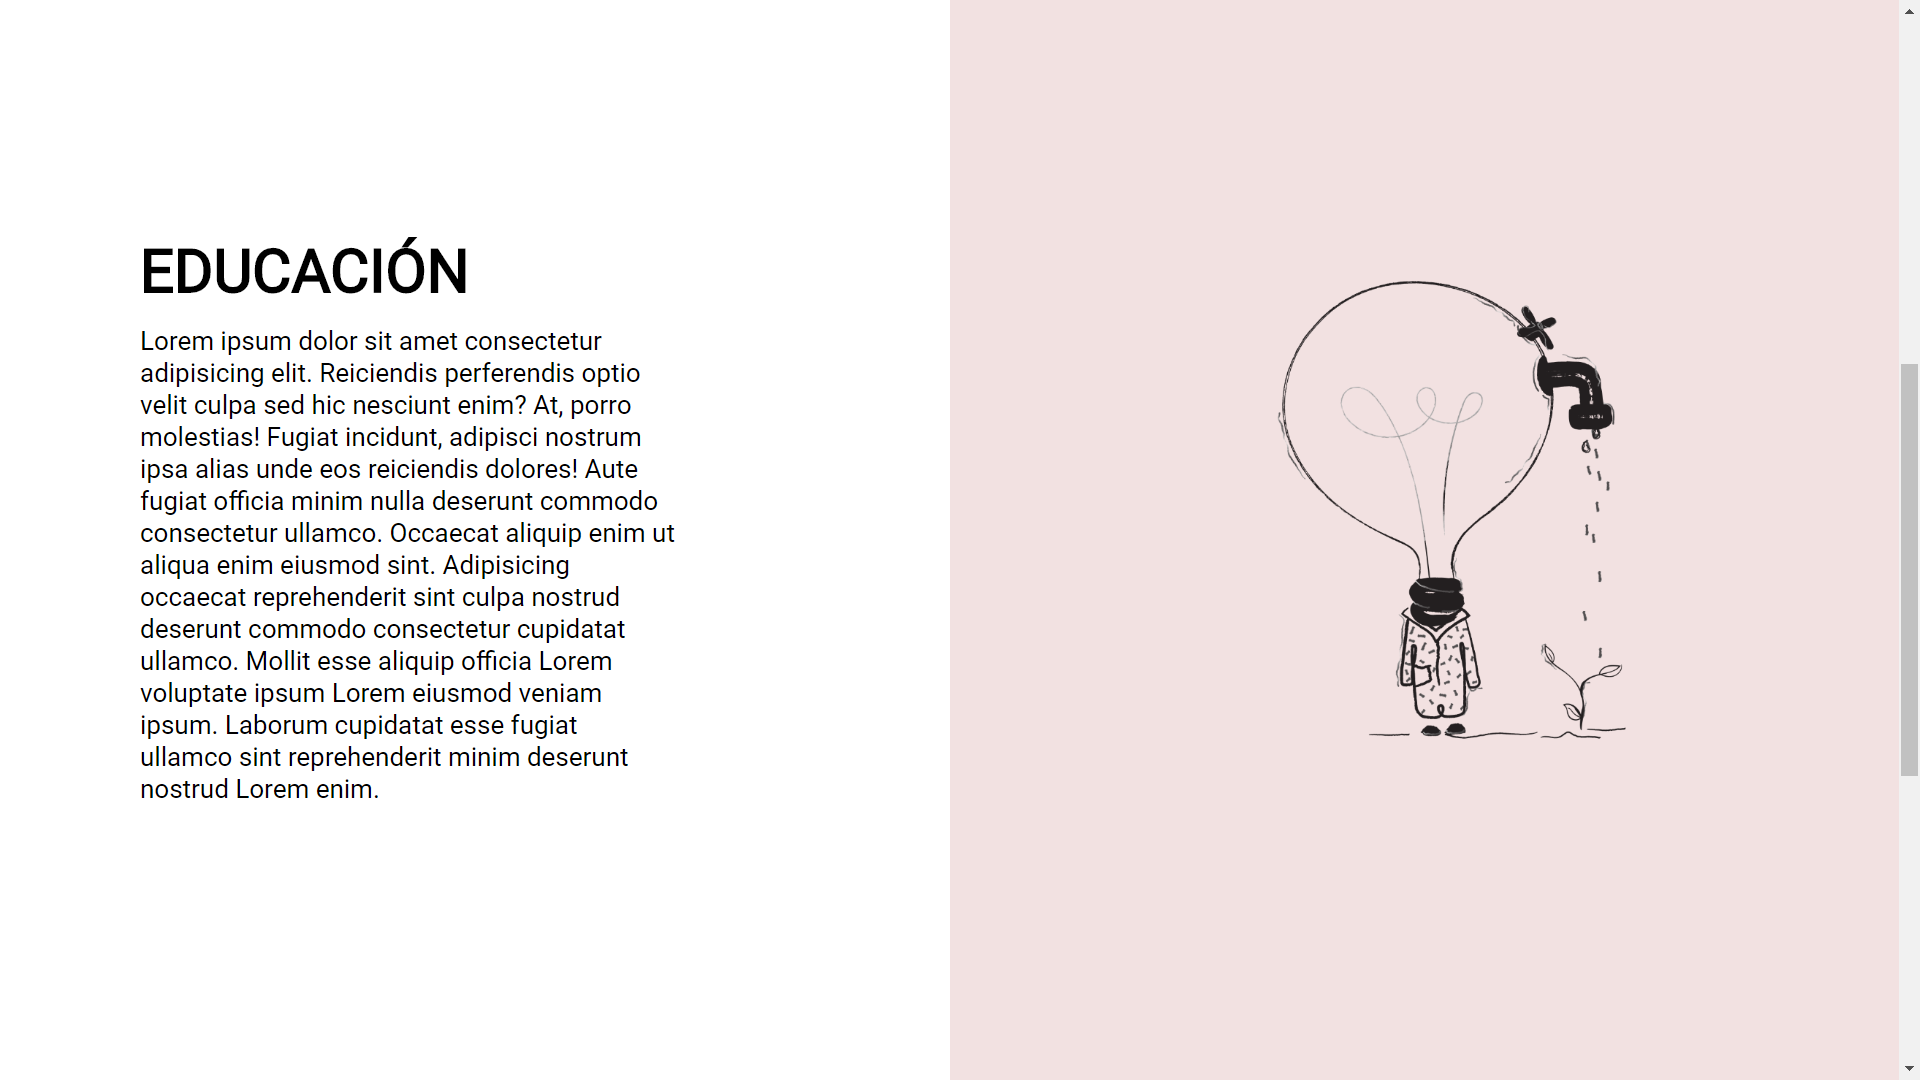 EDUCACIÓN
Lorem ipsum dolor sit amet consectetur
adipisicing elit. Reiciendis perferendis optio
velit culpa sed hic nesciunt enim? At, porro
molestias! Fugiat incidunt, adipisci nostrum
ipsa alias unde eos reiciendis dolores! Aute
fugiat officia minim nulla deserunt commodo
consectetur ullamco. Occaecat aliquip enim ut
aliqua enim eiusmod sint. Adipisicing
occaecat reprehenderit sint culpa nostrud
deserunt commodo consectetur cupidatat
ullamco. Mollit esse aliquip officia Lorem
voluptate ipsum Lorem eiusmod veniam
ipsum. Laborum cupidatat esse fugiat
ullamco sint reprehenderit minim deserunt
nostrud Lorem enim.